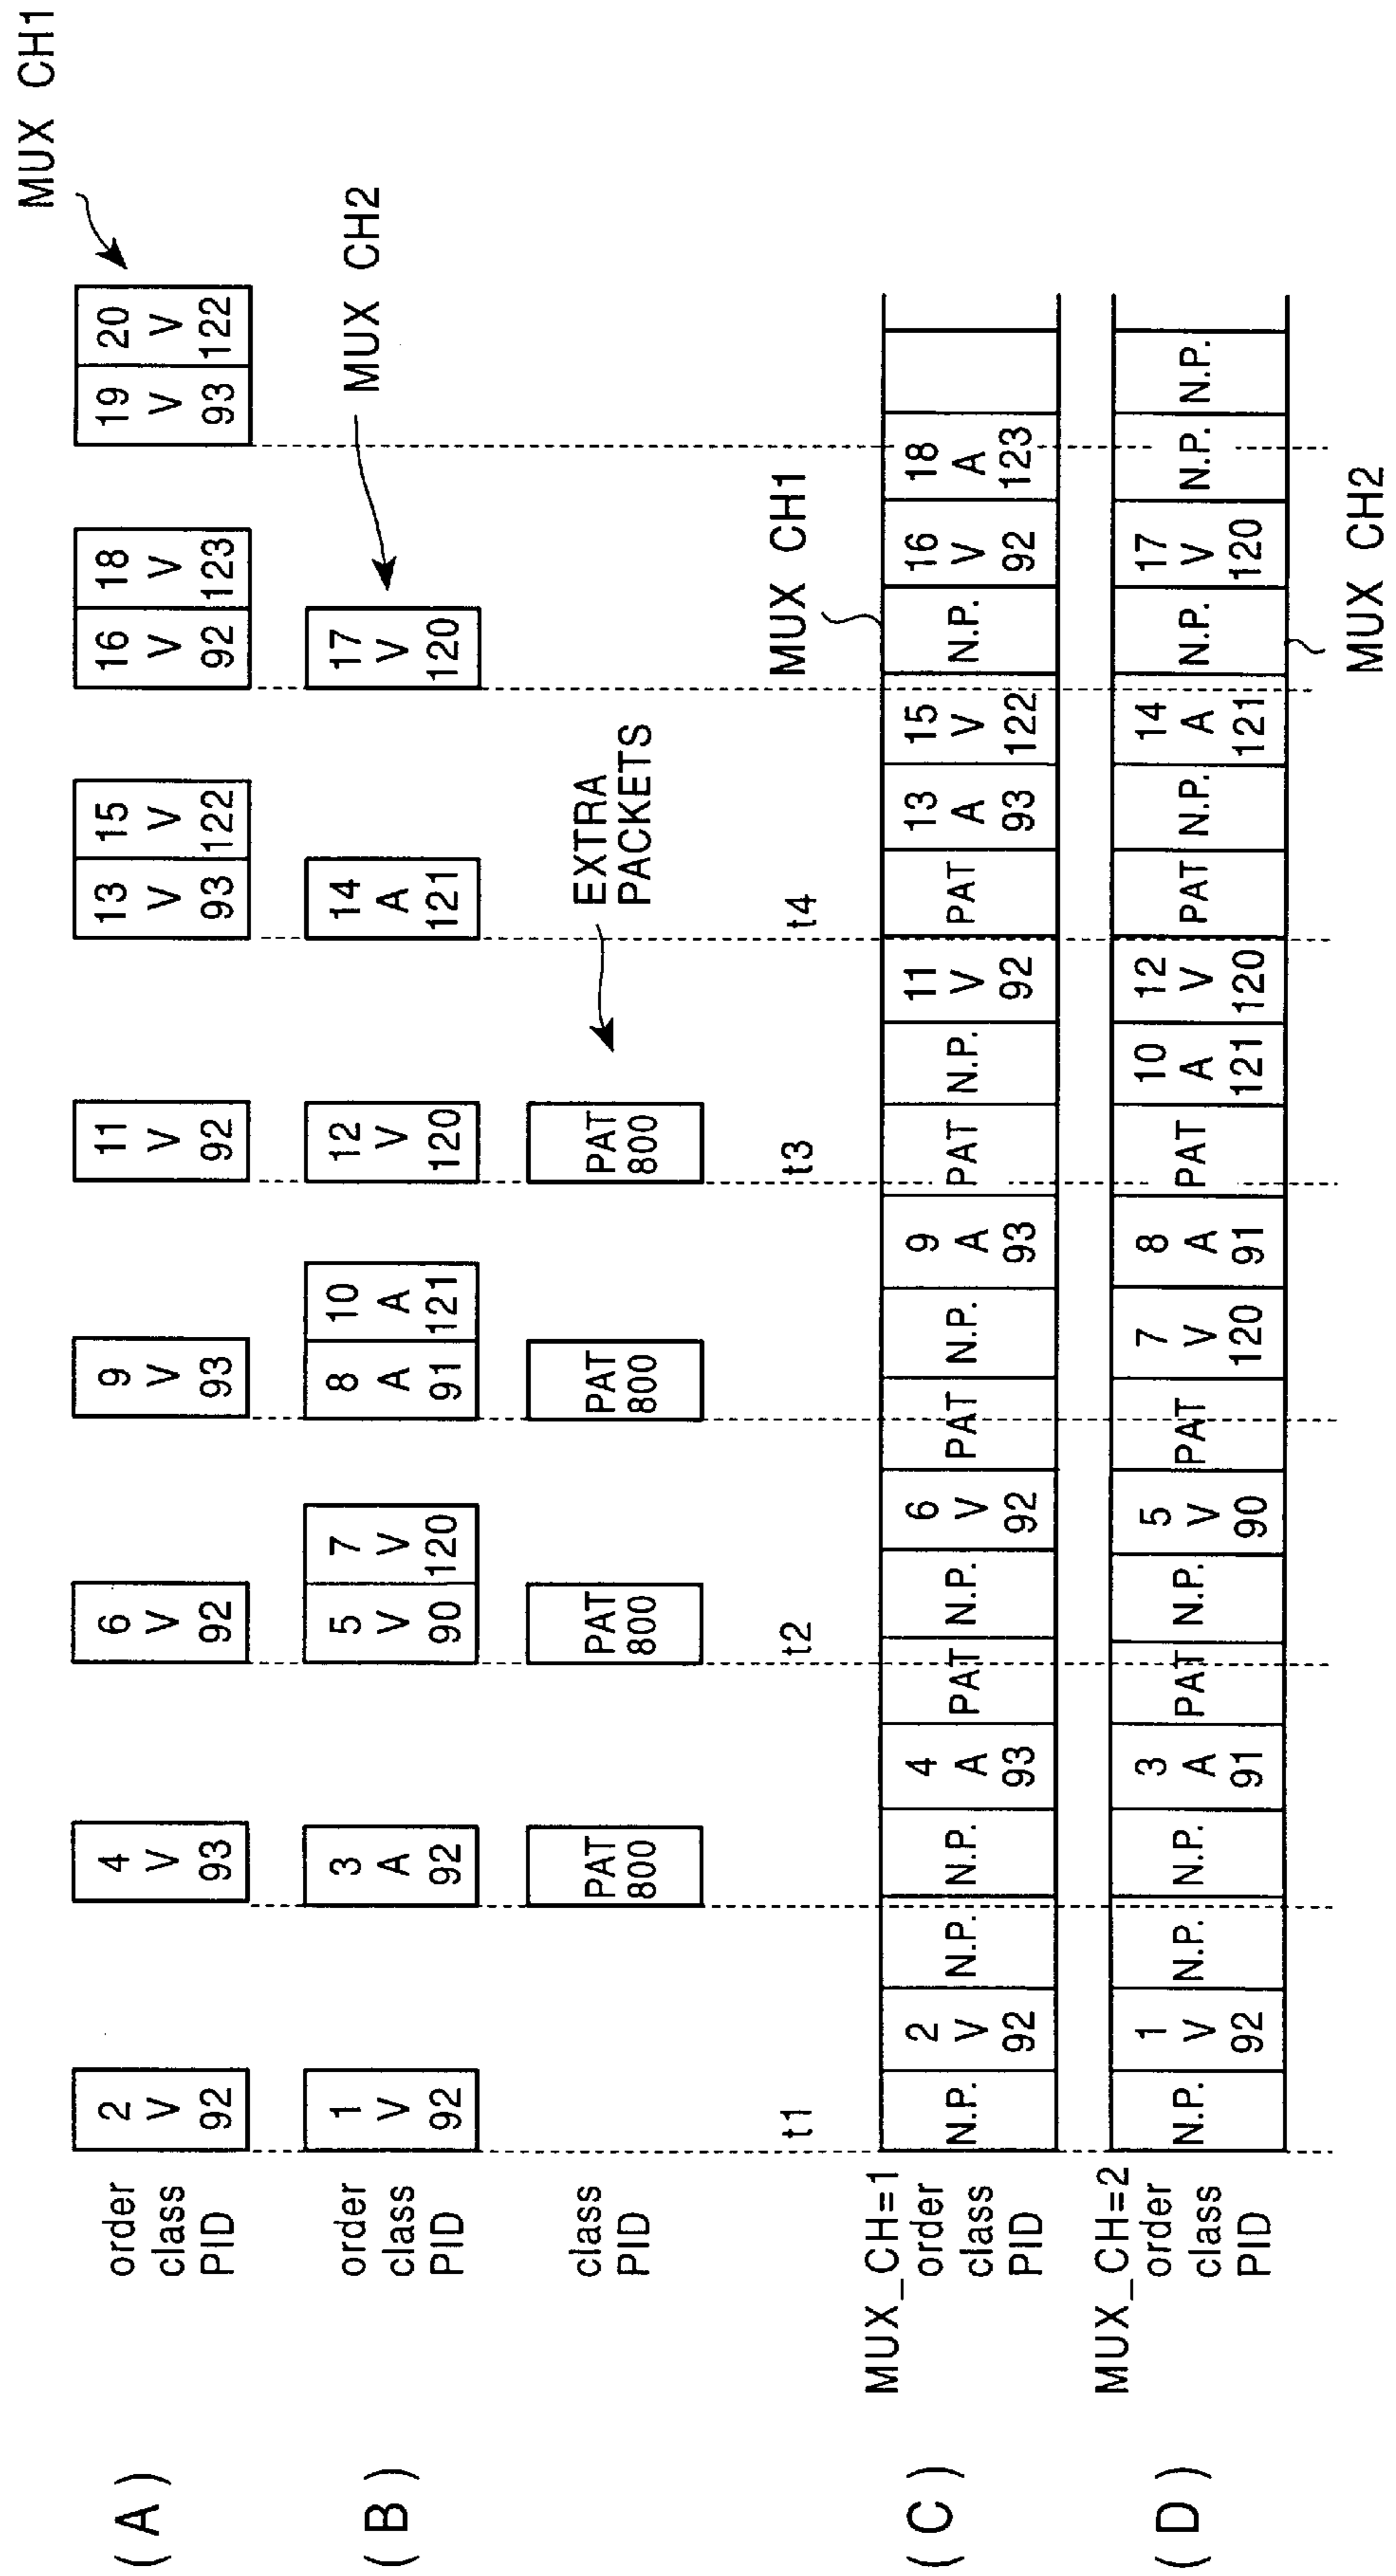 MUX CH1
( A )
order
class
PID
2
V
92
4
V
93
6
V
92
9
V
93
11
V
92
13
V
93
15
V
122
16
V
92
18
V
123
19
V
93
20
V
122
MUX CH2
( B )
order
class
PID
1
V
92
3
A
92
5
V
90
7
V
120
8
A
91
10
A
121
12
V
120
14
A
121
17
V
120
EXTRA
PACKETS
class
PID
PAT
800
PAT
800
PAT
800
PAT
800
t1
t2
t3
t4
MUX CH1
( C )
MUX_CH=1
order
class
PID
N.P.
2
V
92
N.P.
N.P.
4
A
93
PAT
N.P.
6
V
92
PAT
N.P.
9
A
93
PAT
N.P.
11
V
92
PAT
13
A
93
15
V
122
N.P.
16
V
92
18
A
123
( D )
MUX_CH=2
order
class
PID
N.P.
1
V
92
N.P.
N.P.
3
A
91
PAT
N.P.
5
V
90
PAT
7
V
120
8
A
91
PAT
10
A
121
12
V
120
PAT
N.P.
14
A
121
N.P.
17
V
120
N.P.
N.P.
MUX CH2